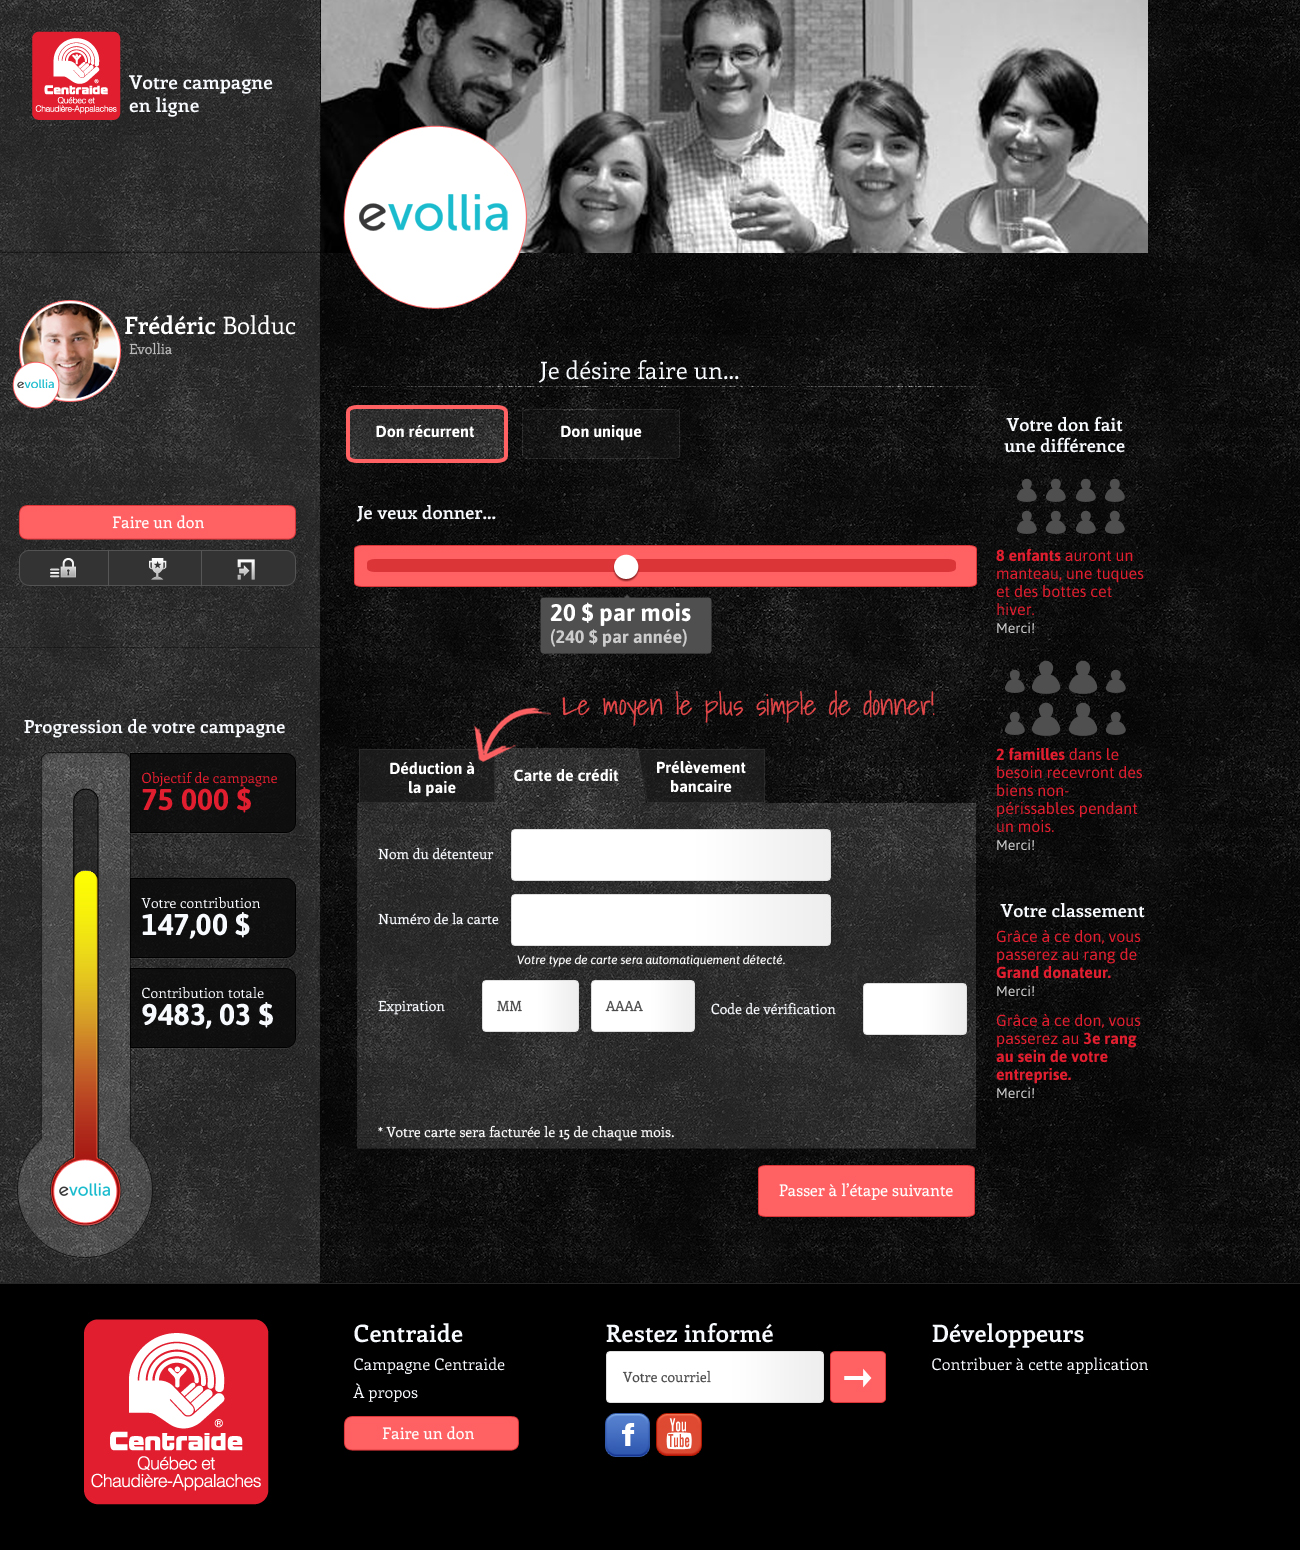 Centraide
Québec et
Chaudière-Appalaches
Votre campagne
en ligne
evollia
Frédéric Bolduc
Evollia
evollia
Faire un don
Progression de votre campagne
Objectif de campagne
75 000 $
Votre contribution
147,00 $
Contribution totale
9483, 03 $
evollia
Je désire faire un...
Don récurrent
Don unique
Je veux donner...
20 $ par mois
(240 $ par année)
Le moyen le plus simple de donner!
Déduction à
la paie
Carte de crédit
Prélèvement
bancaire
Nom du détenteur
Numéro de la carte
Votre type de carte sera automatiquement détecté.
Expiration
MM
AAAA
Code de vérification
* Votre carte sera facturée le 15 de chaque mois.
Passer à l'étape suivante
Votre don fait
une différence
8 enfants auront un
manteau, une tuques
et des bottes cet
hiver.
Merci!
2 familles dans le
besoin recevront des
biens non-
périssables pendant
un mois.
Merci!
Votre classement
Grâce à ce don, vous
passerez au rang de
Grand donateur.
Merci!
Grâce à ce don, vous
passerez au 3e rang
au sein de votre
entreprise.
Merci!
®
Centraide
Québec et
Chaudière-Appalaches
Centraide
Campagne Centraide
À propos
Faire un don
Restez informé
Votre courriel
f
You
Tube
Développeurs
Contribuer à cette application